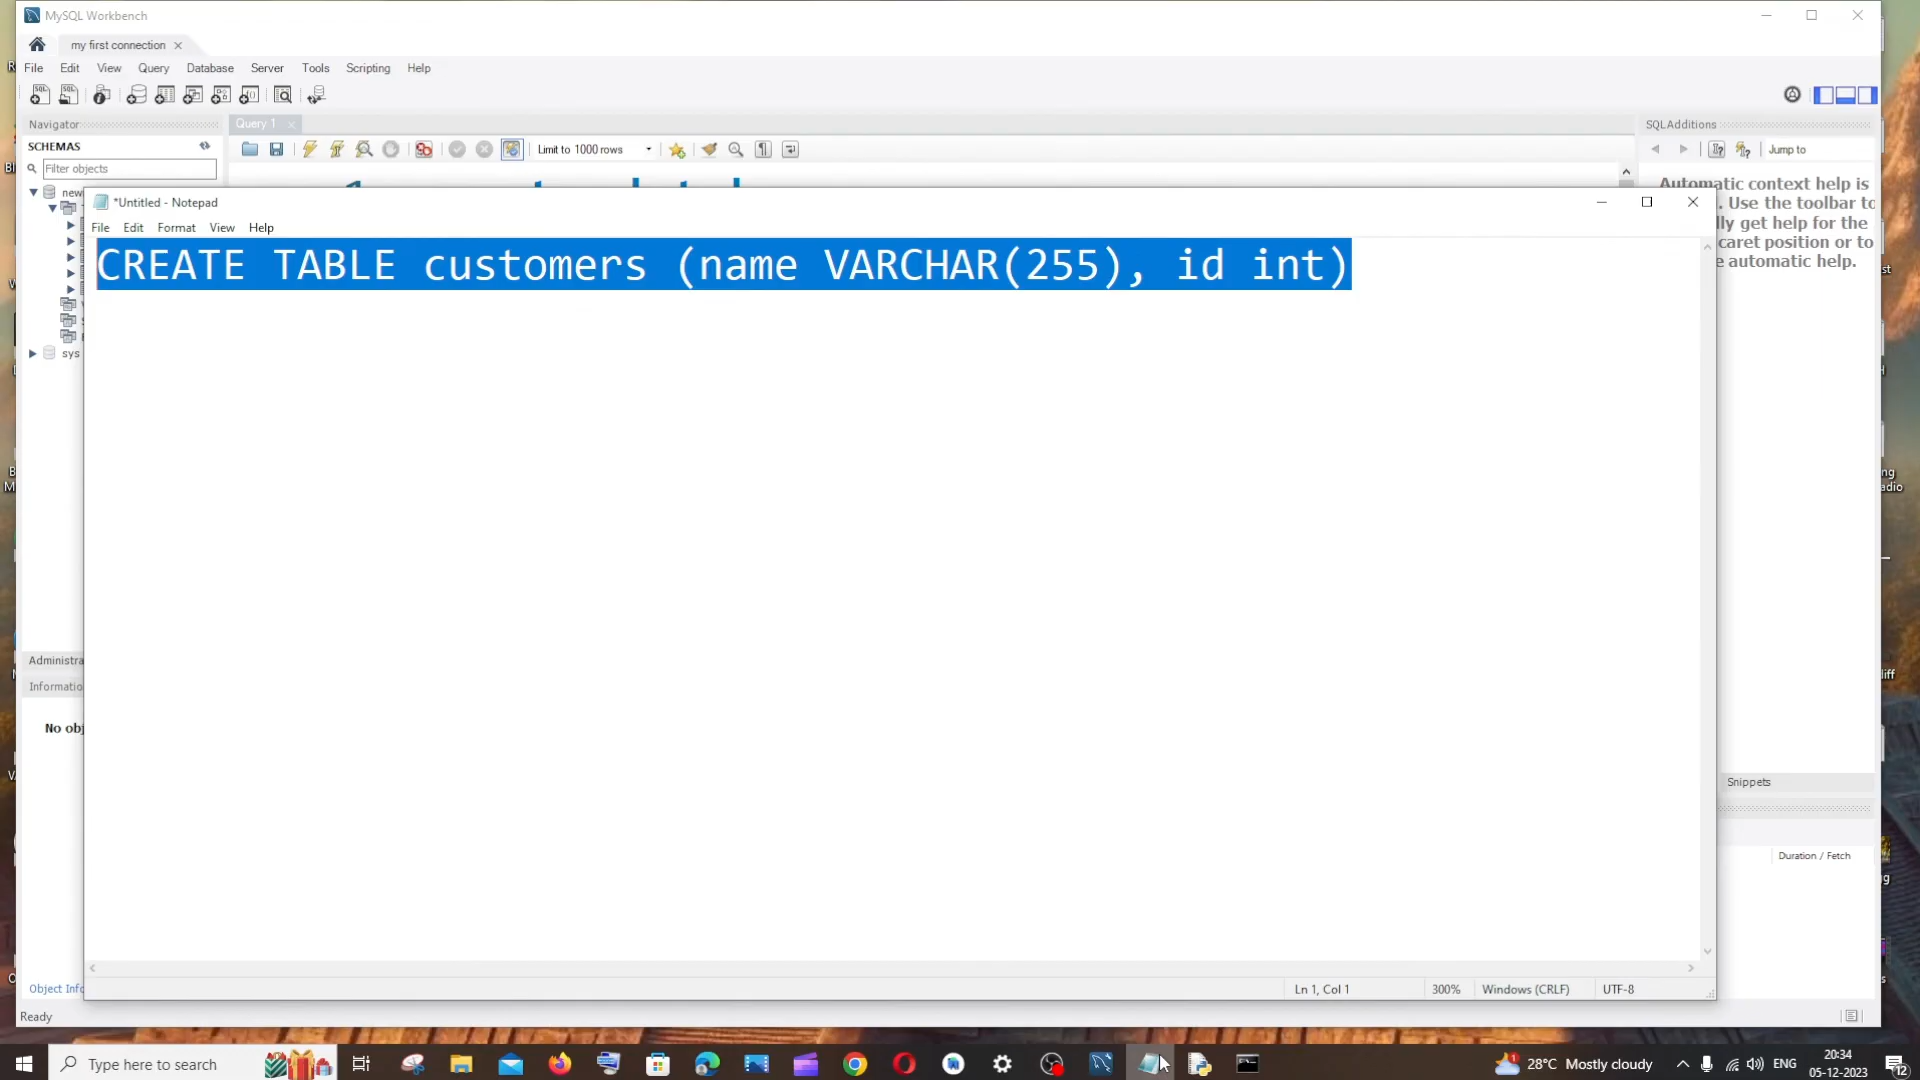 MySQL Workbench
my first connection
File Edit View Query Database Server Tools Scripting Help
Navigator
Query 1
SQLAdditions
SCHEMAS
Limit to 1000 rows
Jump to
Filter objects
Automatic context help is
. Use the toolbar to
lly get help for the
caret position or to
e automatic help.
new
sys
*Untitled - Notepad
File Edit Format View Help
CREATE TABLE customers (name VARCHAR(255), id int)
Administra
Informatio
No obj
Snippets
Duration / Fetch
Object Info
Ln 1, Col 1 300% Windows (CRLF) UTF-8
Ready
Type here to search
28°C Mostly cloudy
ENG
20:34
05-12-2023
12